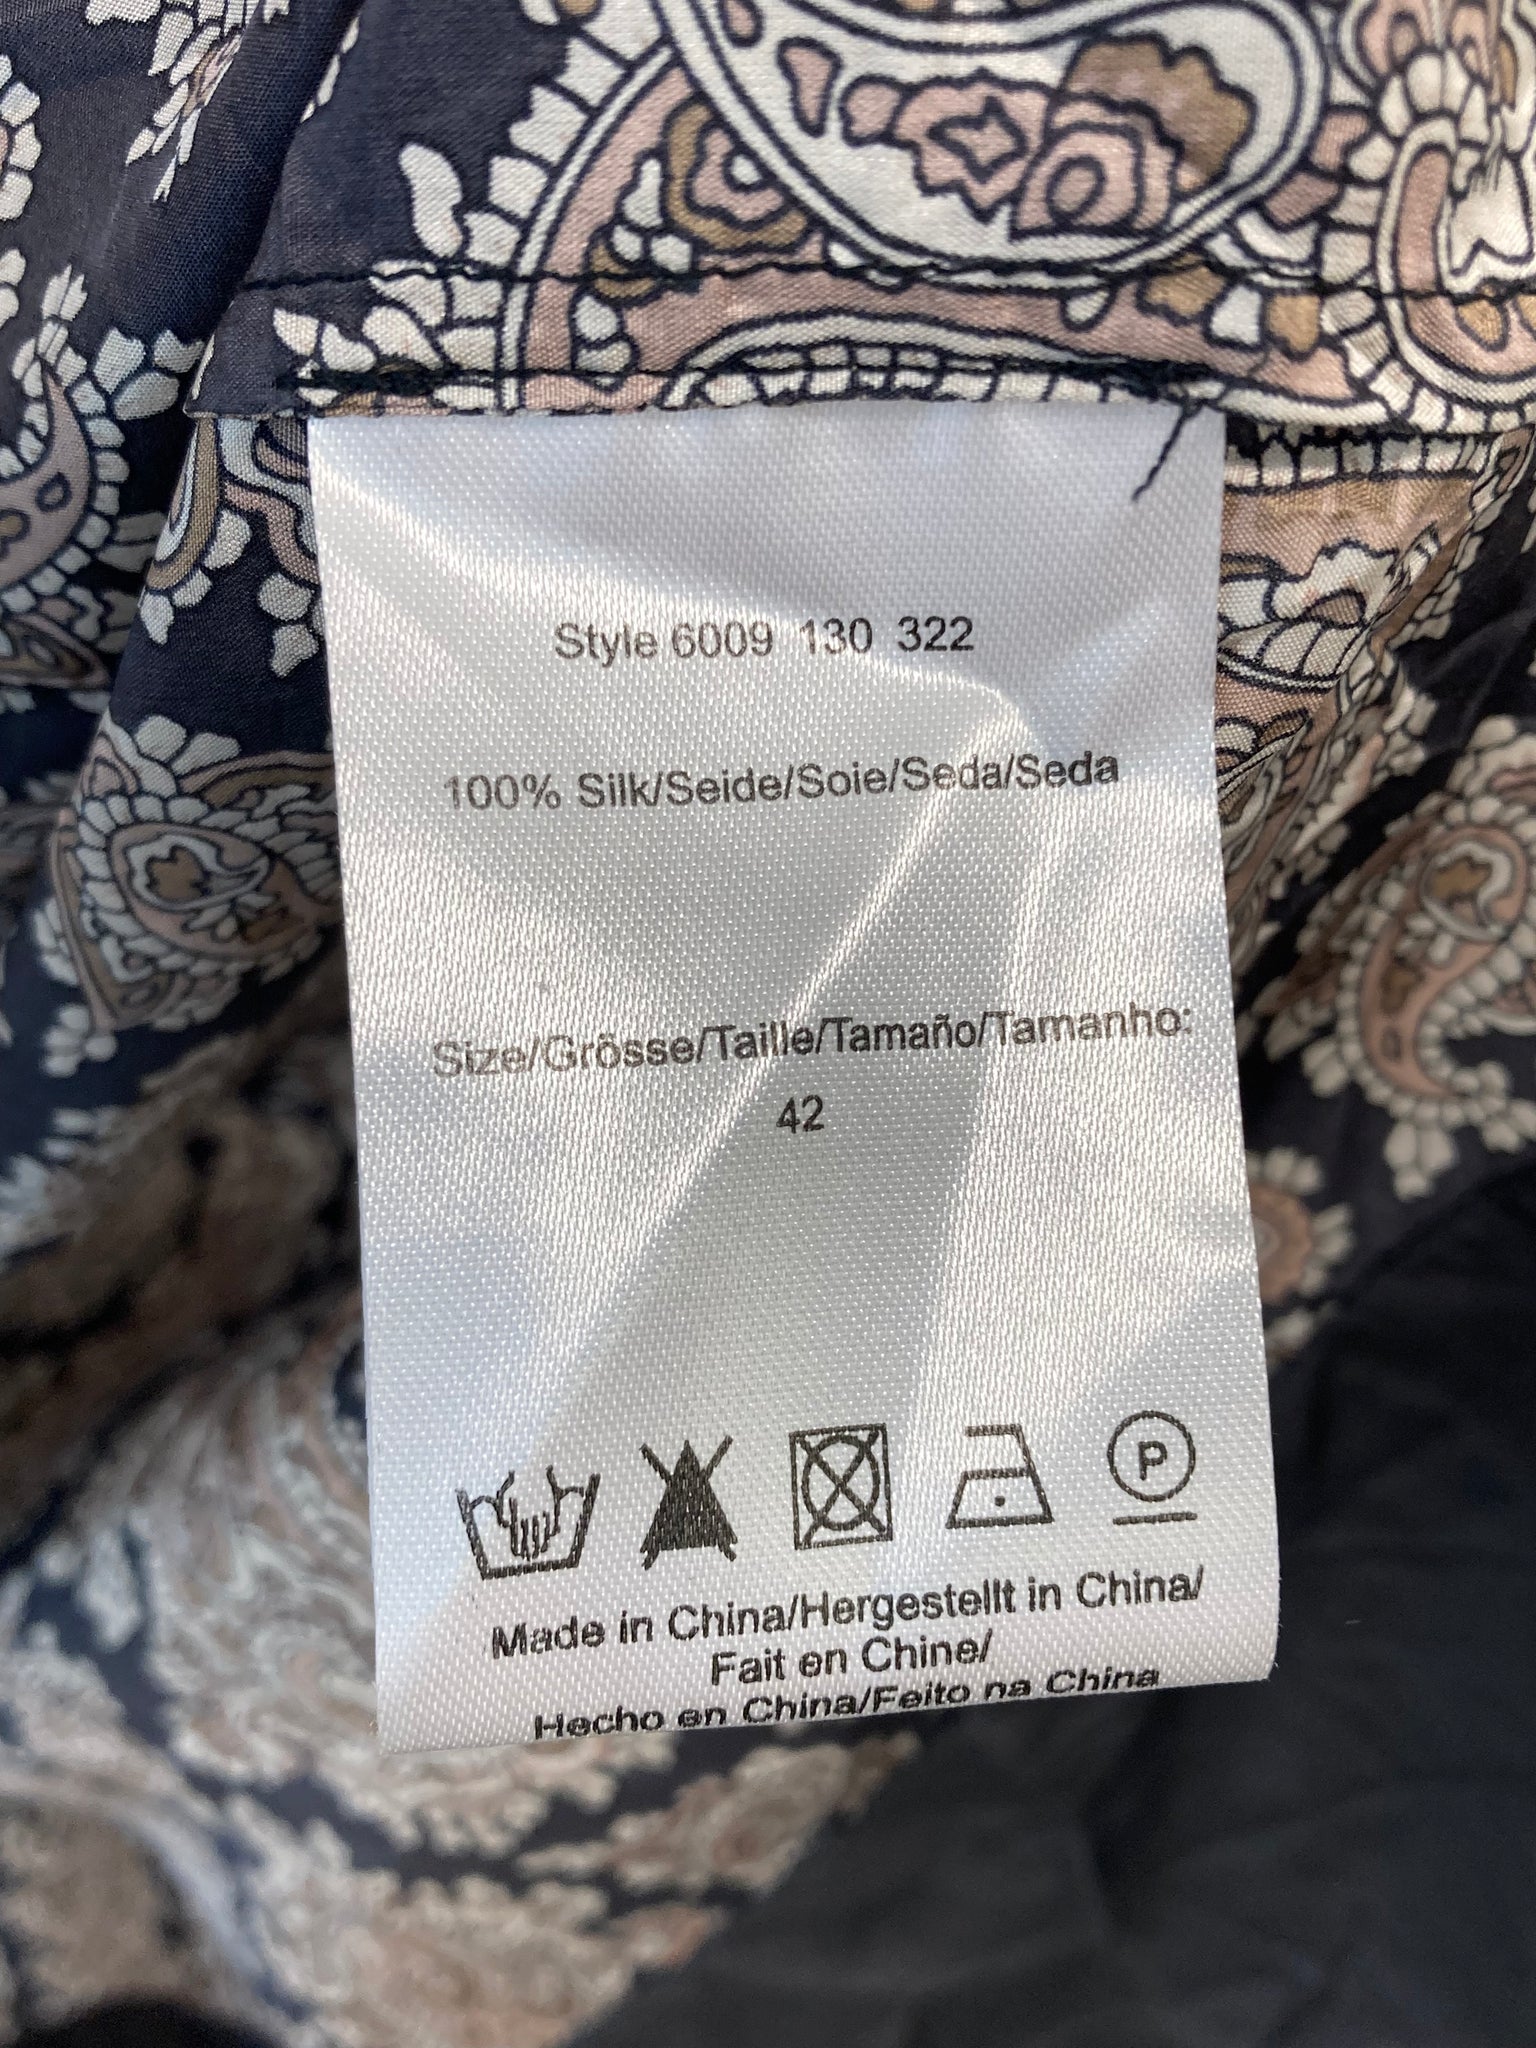 Style 6009 130 322
100% Silk/Seide/Soie/Seda/Seda
Size/Grôsse/Taille/Tamaño/Tamanho:
42
P
Made in China/Hergestellt in China/
Fait en Chine/
Hecho en China/Feito na China